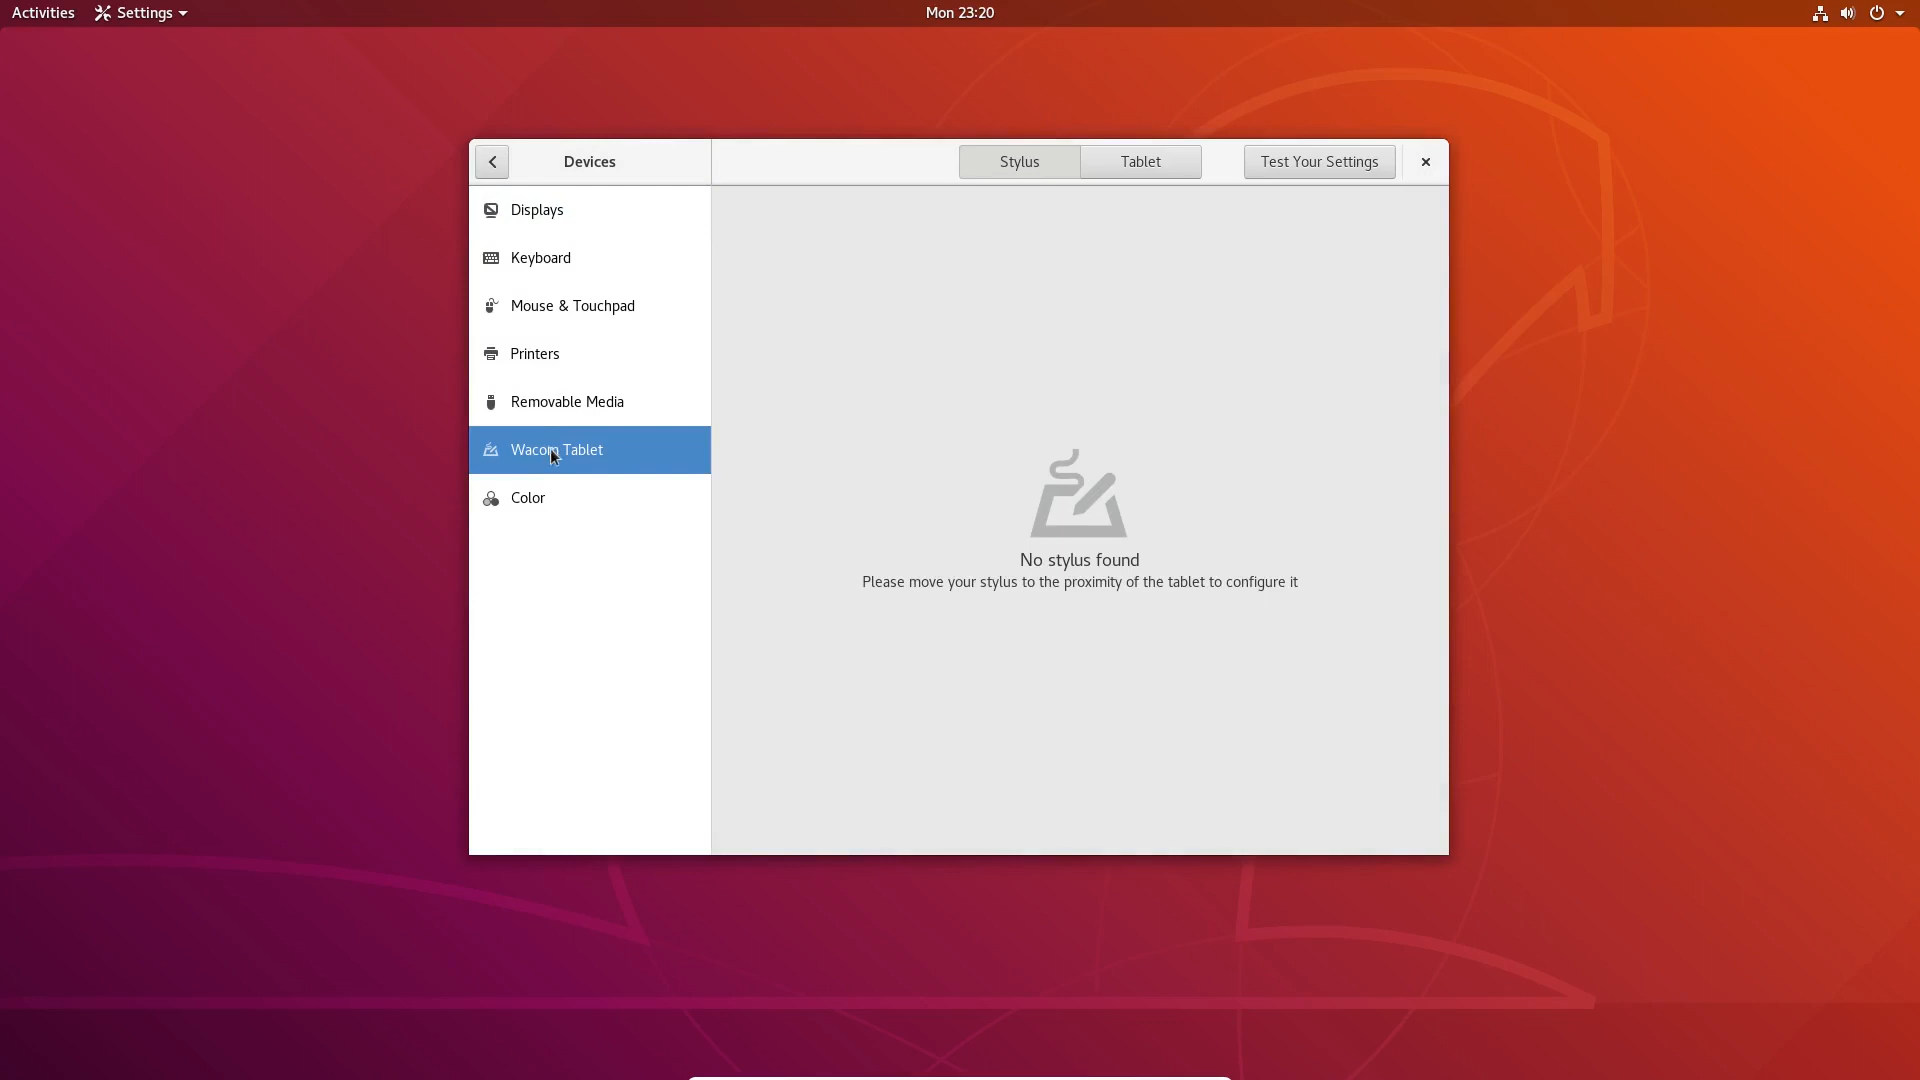 Activities
Settings
Mon 23:20
Devices
Stylus
Tablet
Test Your Settings
Displays
Keyboard
Mouse & Touchpad
Printers
Removable Media
Wacom Tablet
Color
No stylus found
Please move your stylus to the proximity of the tablet to configure it